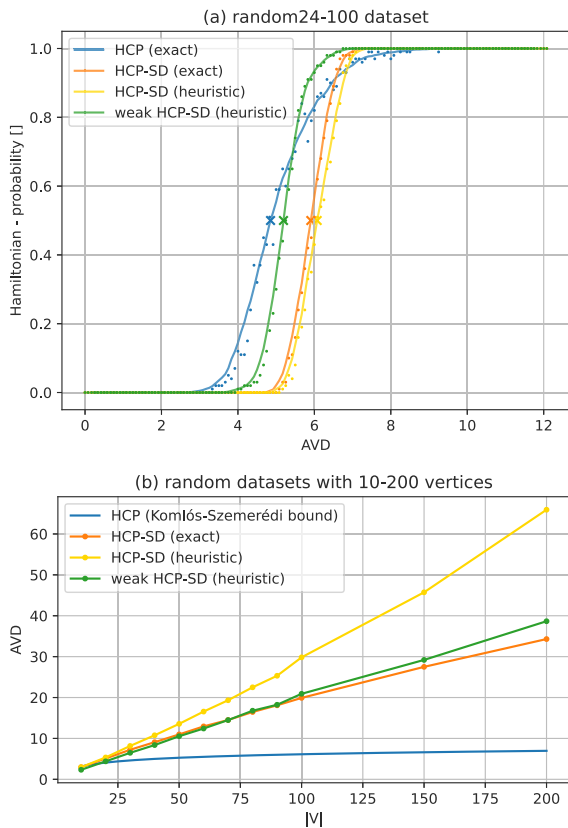 (a) random24-100 dataset
HCP (exact)
HCP-SD (exact)
HCP-SD (heuristic)
weak HCP-SD (heuristic)
Hamiltonian - probability []
1.0
0.8
0.6
0.4
0.2
0.0
0 2 4 6 8 10 12
AVD
(b) random datasets with 10-200 vertices
HCP (Komlós-Szemerédi bound)
HCP-SD (exact)
HCP-SD (heuristic)
weak HCP-SD (heuristic)
AVD
60
50
40
30
20
10
0
25 50 75 100 125 150 175 200
|V|